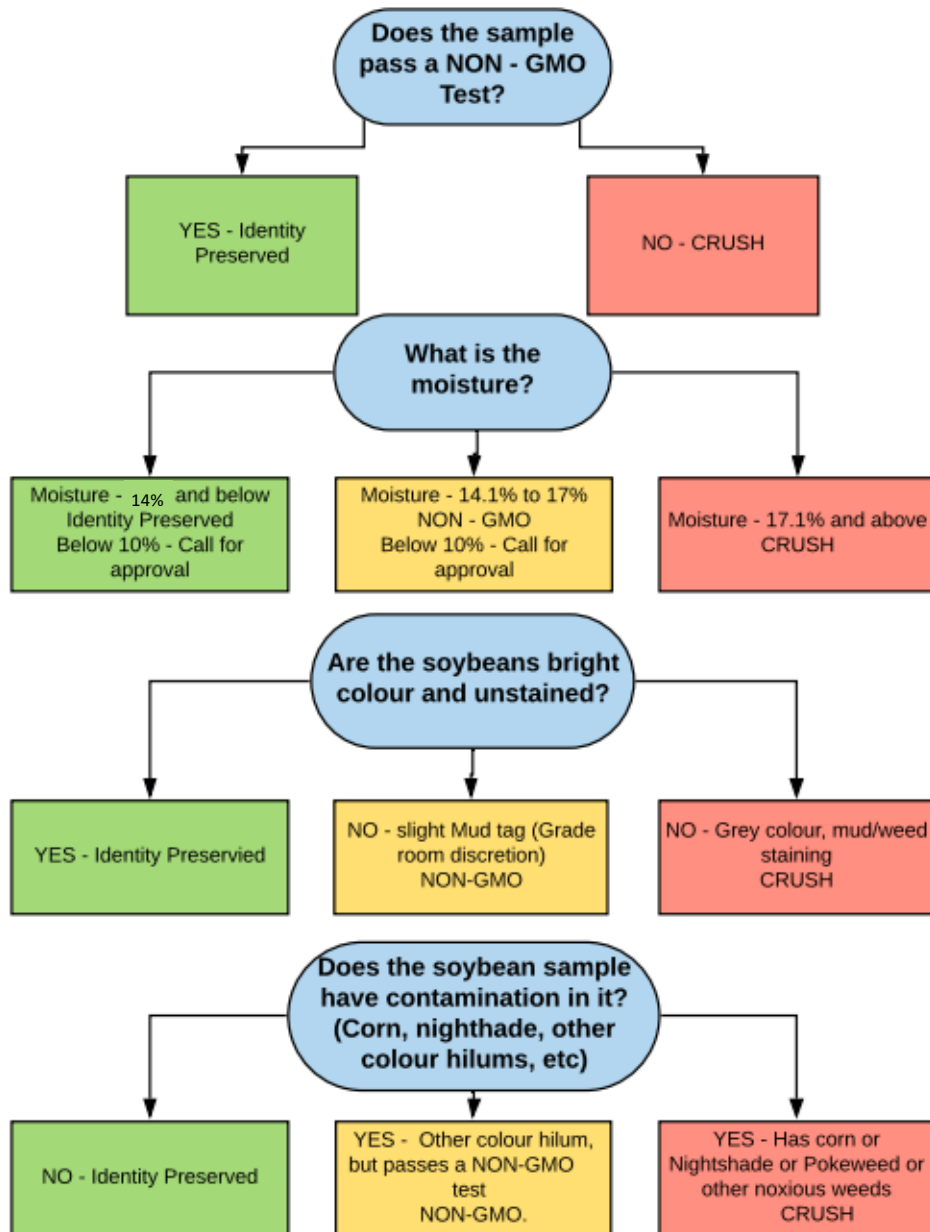 Does the sample
pass a NON - GMO
Test?
YES - Identity
Preserved
NO - CRUSH
What is the
moisture?
Moisture - 14% and below
Identity Preserved
Below 10% - Call for
approval
Moisture - 14.1% to 17%
NON - GMO
Below 10% - Call for
approval
Moisture - 17.1% and above
CRUSH
Are the soybeans bright
colour and unstained?
YES - Identity Preservied
NO - slight Mud tag (Grade
room discretion)
NON-GMO
NO - Grey colour, mud/weed
staining
CRUSH
Does the soybean sample
have contamination in it?
(Corn, nighthade, other
colour hilums, etc)
NO - Identity Preserved
YES - Other colour hilum,
but passes a NON-GMO
test
NON-GMO.
YES - Has corn or
Nightshade or Pokeweed or
other noxious weeds
CRUSH